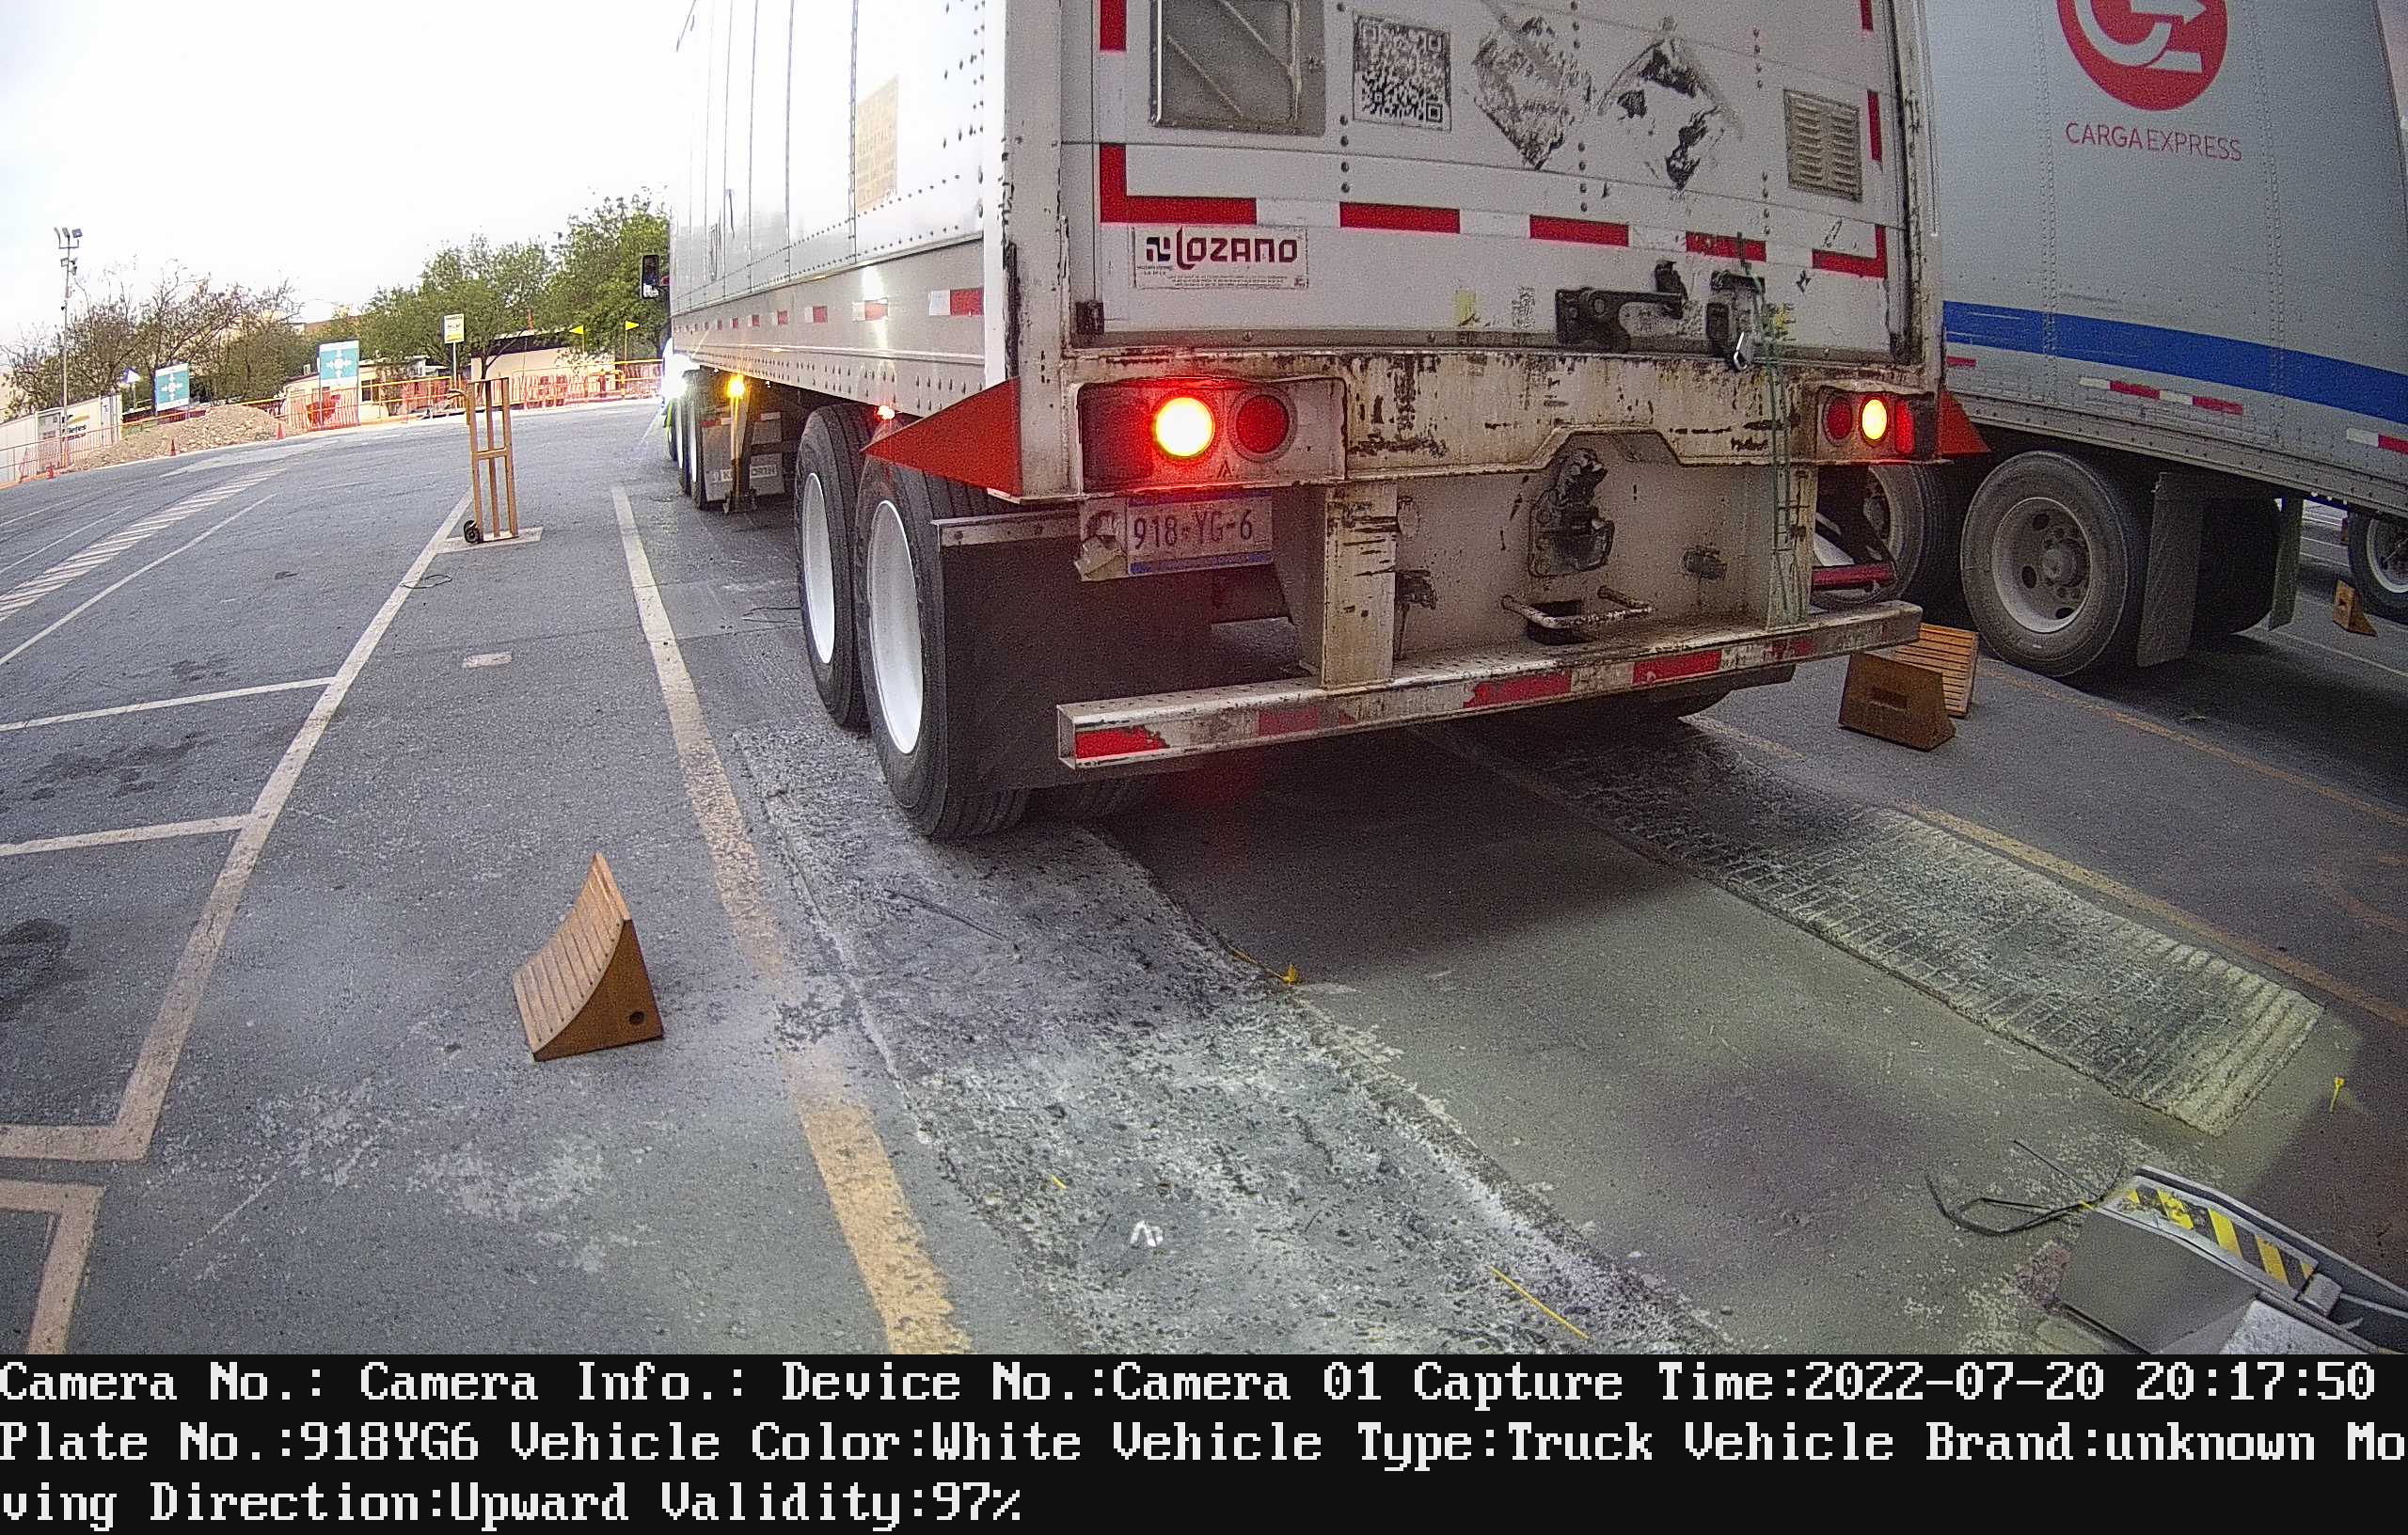 CARGA EXPRESS
LOZANO
918-YG-6
Camera No.: Camera Info.: Device No.:Camera 01 Capture Time:2022-07-20 20:17:50
Plate No.:918YG6 Vehicle Color:White Vehicle Type:Truck Vehicle Brand:unknown Mo
ving Direction:Upward Validity:97%